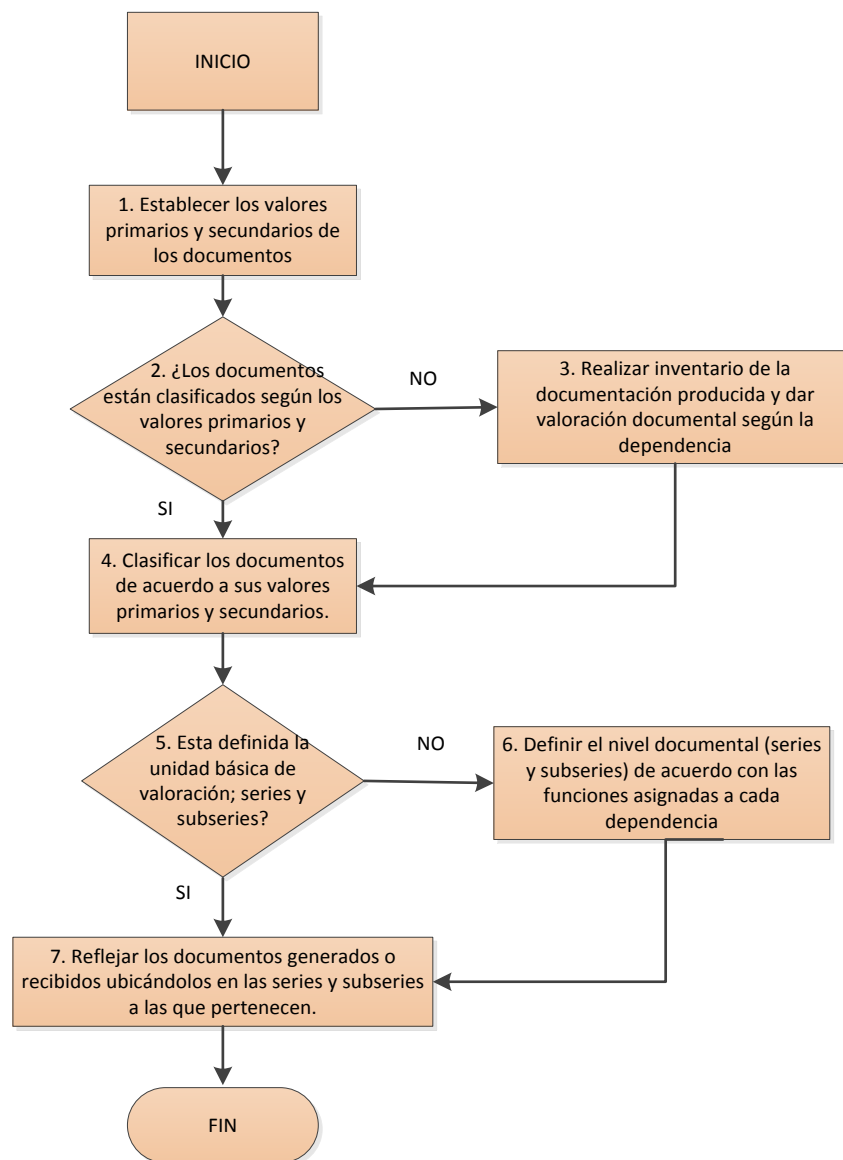 INICIO
1. Establecer los valores
primarios y secundarios de
los documentos
2. ¿Los documentos
están clasificados según los
valores primarios y
secundarios?
NO
3. Realizar inventario de la
documentación producida y dar
valoración documental según la
dependencia
SI
4. Clasificar los documentos
de acuerdo a sus valores
primarios y secundarios.
5. Esta definida la
unidad básica de
valoración; series y
subseries?
NO
6. Definir el nivel documental (series
y subseries) de acuerdo con las
funciones asignadas a cada
dependencia
SI
7. Reflejar los documentos generados o
recibidos ubicándolos en las series y subseries
a las que pertenecen.
FIN